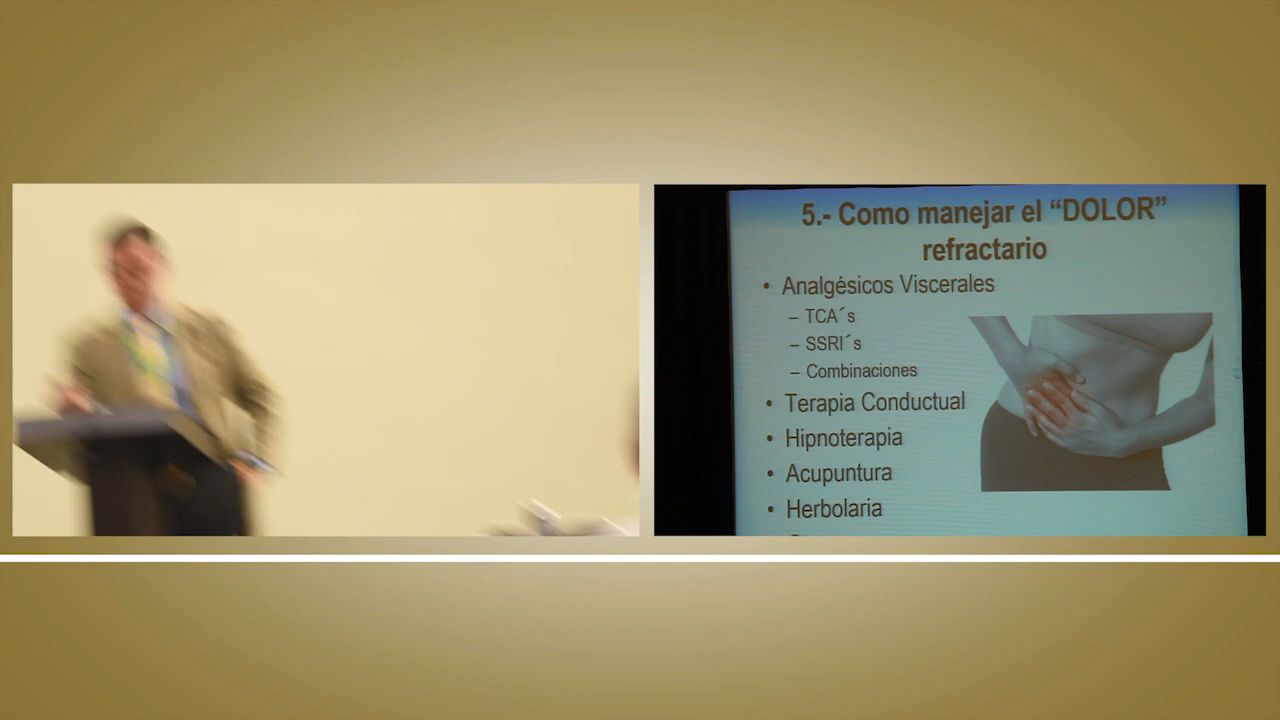 5.- Como manejar el “DOLOR”
refractario
• Analgésicos Viscerales
– TCA´s
– SSRI´s
– Combinaciones
• Terapia Conductual
• Hipnoterapia
• Acupuntura
• Herbolaria